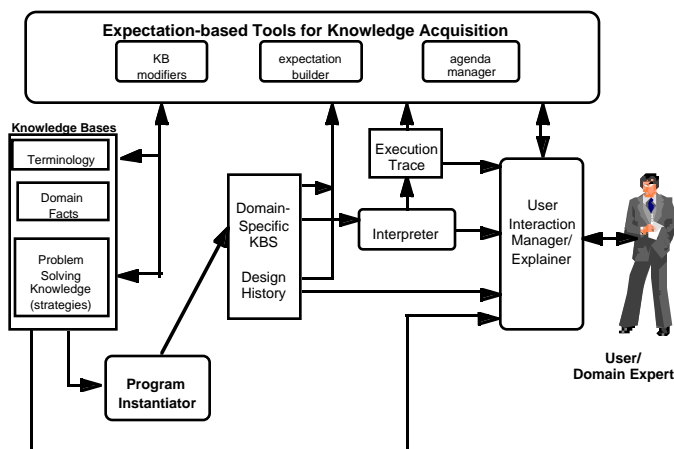 Expectation-based Tools for Knowledge Acquisition
KB
modifiers
expectation
builder
agenda
manager
Knowledge Bases
Terminology
Domain
Facts
Problem
Solving
Knowledge
(strategies)
Program
Instantiator
Domain-
Specific
KBS
Design
History
Execution
Trace
Interpreter
User
Interaction
Manager/
Explainer
User/
Domain Expert